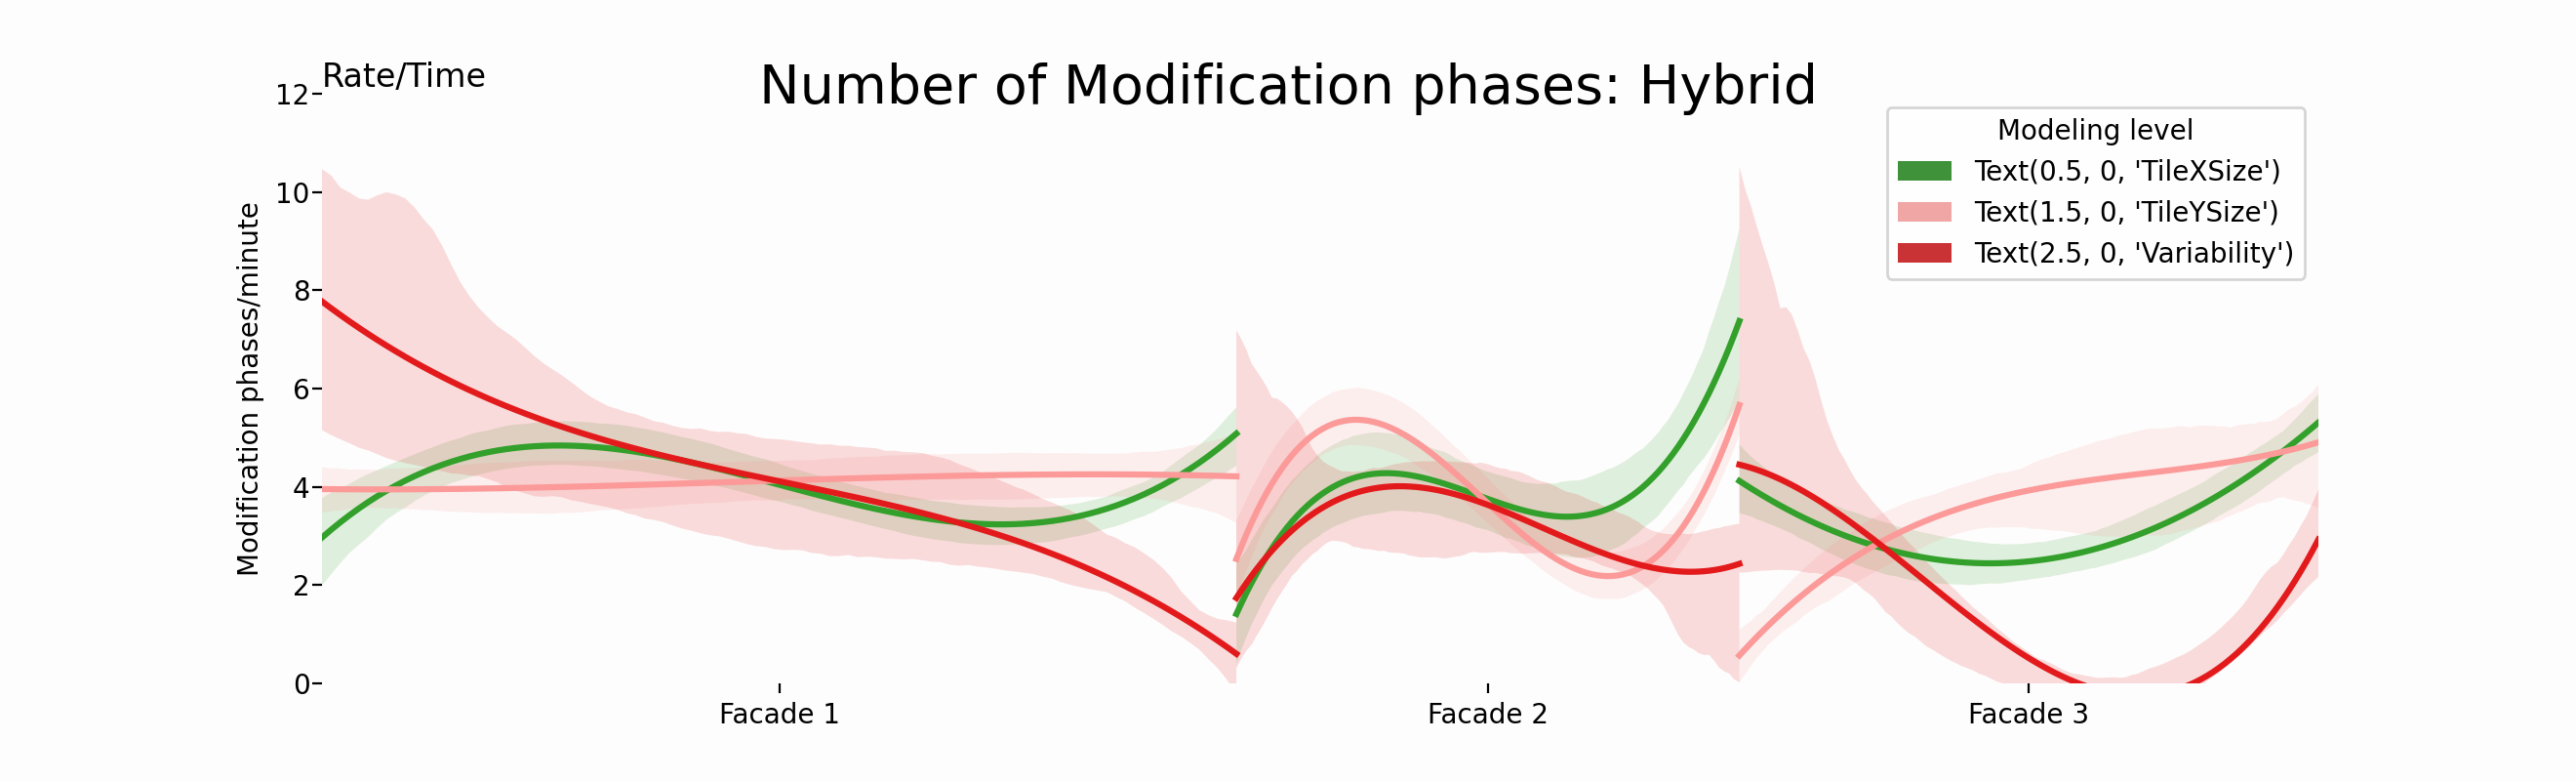 Rate/Time
Number of Modification phases: Hybrid
Modification phases/minute
12
10
8
6
4
2
0
Modeling level
Text(0.5, 0, 'TileXSize')
Text(1.5, 0, 'TileYSize')
Text(2.5, 0, 'Variability')
Facade 1
Facade 2
Facade 3